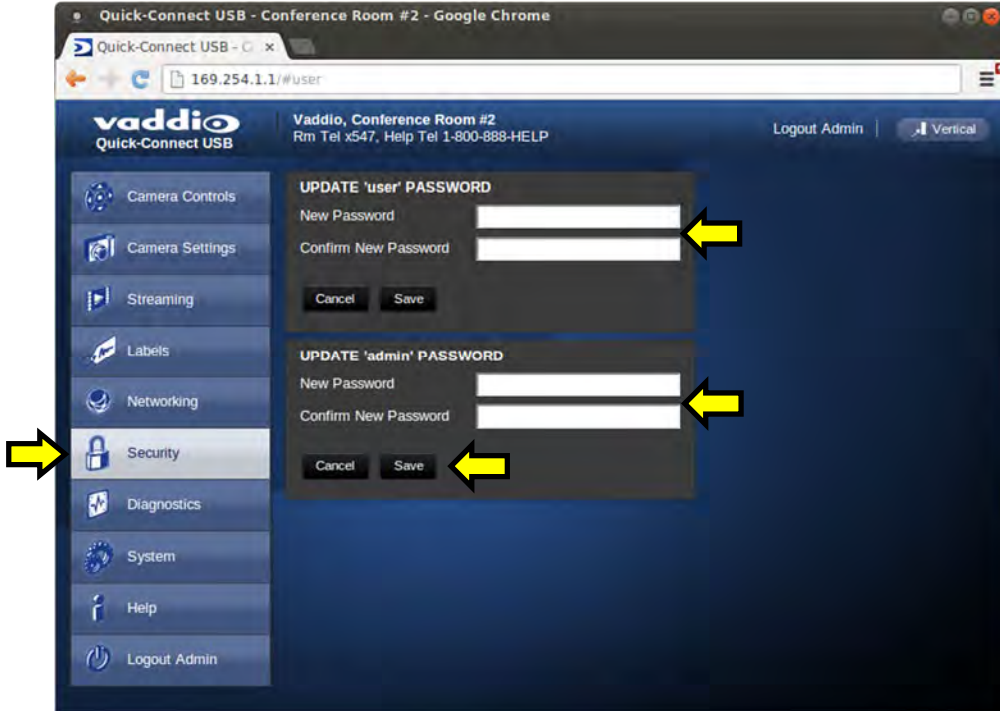 Quick-Connect USB - Conference Room #2 - Google Chrome
Quick-Connect USB - C
169.254.1.1/#user
vaddio
Quick-Connect USB
Vaddio, Conference Room #2
Rm Tel x547, Help Tel 1-800-888-HELP
Logout Admin
Vertical
Camera Controls
Camera Settings
Streaming
Labels
Networking
Security
Diagnostics
System
Help
Logout Admin
UPDATE 'user' PASSWORD
New Password
Confirm New Password
Cancel Save
UPDATE 'admin' PASSWORD
New Password
Confirm New Password
Cancel Save